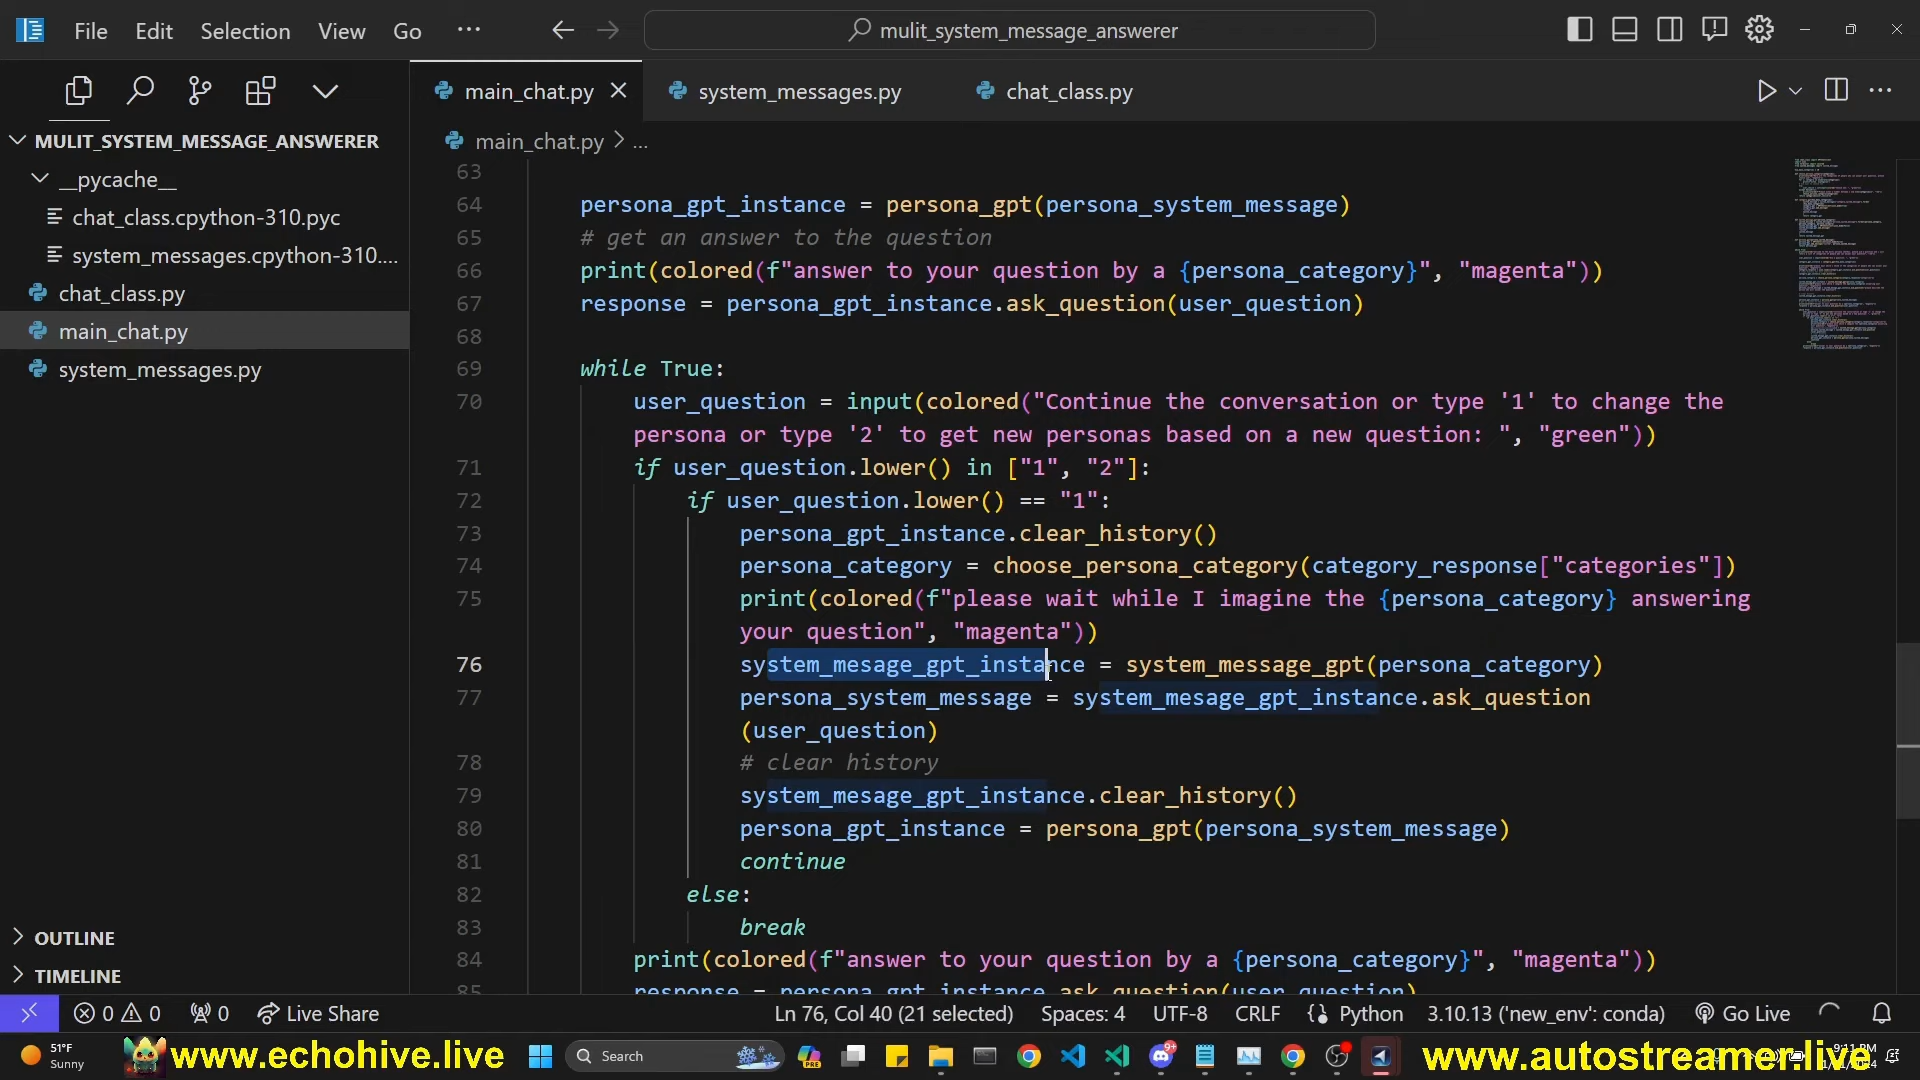 File Edit Selection View Go ...
mulit_system_message_answerer
main_chat.py
system_messages.py
chat_class.py
MULIT_SYSTEM_MESSAGE_ANSWERER
__pycache__
chat_class.cpython-310.pyc
system_messages.cpython-310....
chat_class.py
main_chat.py
system_messages.py
OUTLINE
TIMELINE
main_chat.py > ...
63
64 persona_gpt_instance = persona_gpt(persona_system_message)
65 # get an answer to the question
66 print(colored(f"answer to your question by a {persona_category}", "magenta"))
67 response = persona_gpt_instance.ask_question(user_question)
68
69 while True:
70 user_question = input(colored("Continue the conversation or type '1' to change the
persona or type '2' to get new personas based on a new question: ", "green"))
71 if user_question.lower() in ["1", "2"]:
72 if user_question.lower() == "1":
73 persona_gpt_instance.clear_history()
74 persona_category = choose_persona_category(category_response["categories"])
75 print(colored(f"please wait while I imagine the {persona_category} answering
your question", "magenta"))
76 system_mesage_gpt_instance = system_message_gpt(persona_category)
77 persona_system_message = system_mesage_gpt_instance.ask_question
(user_question)
78 # clear history
79 system_mesage_gpt_instance.clear_history()
80 persona_gpt_instance = persona_gpt(persona_system_message)
81 continue
82 else:
83 break
84 print(colored(f"answer to your question by a {persona_category}", "magenta"))
85 response = persona_gpt_instance.ask_question(user_question)
0 0 0 Live Share
Ln 76, Col 40 (21 selected) Spaces: 4 UTF-8 CRLF Python 3.10.13 ('new_env': conda) Go Live
51°F
Sunny
www.echohive.live
Search
www.autostreamer.live
9:11 PM